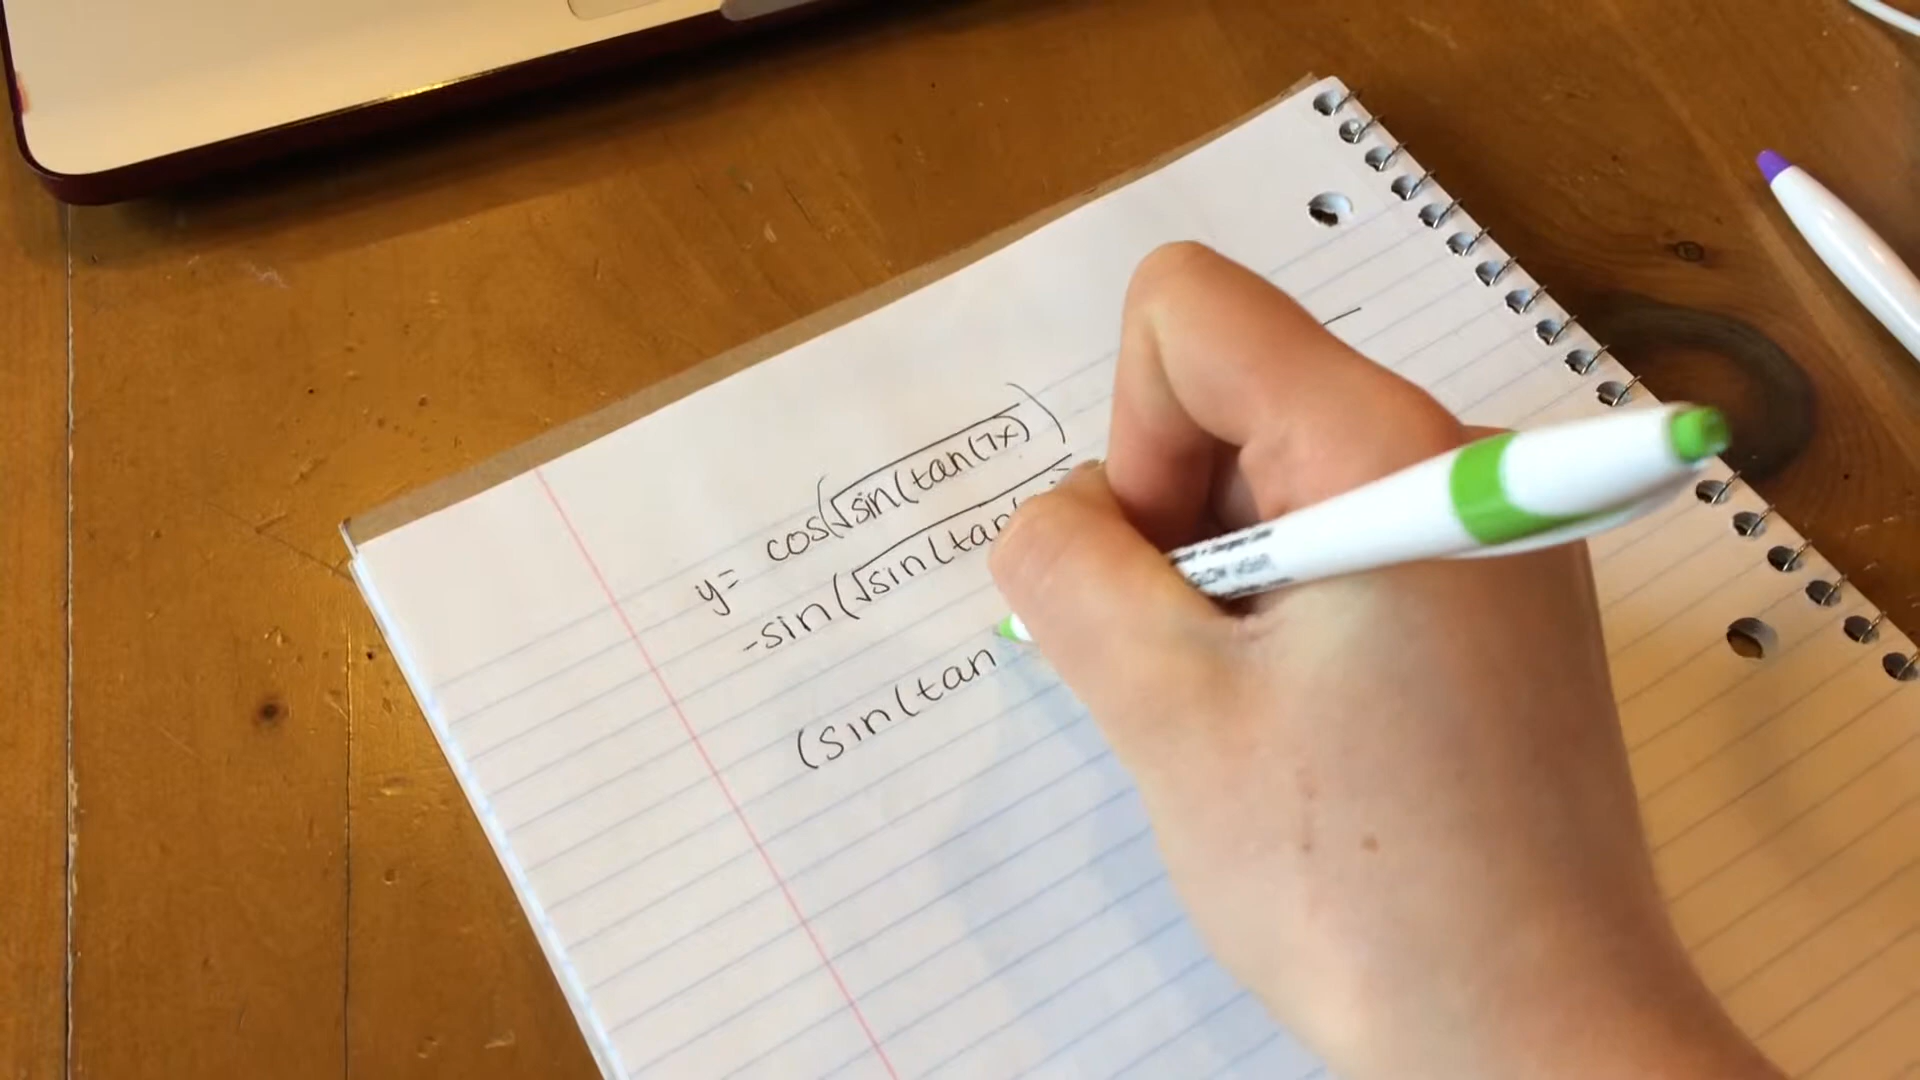 y= cos(√sin(tan(7x))
-sin(√sin(tan(
(sin(tan